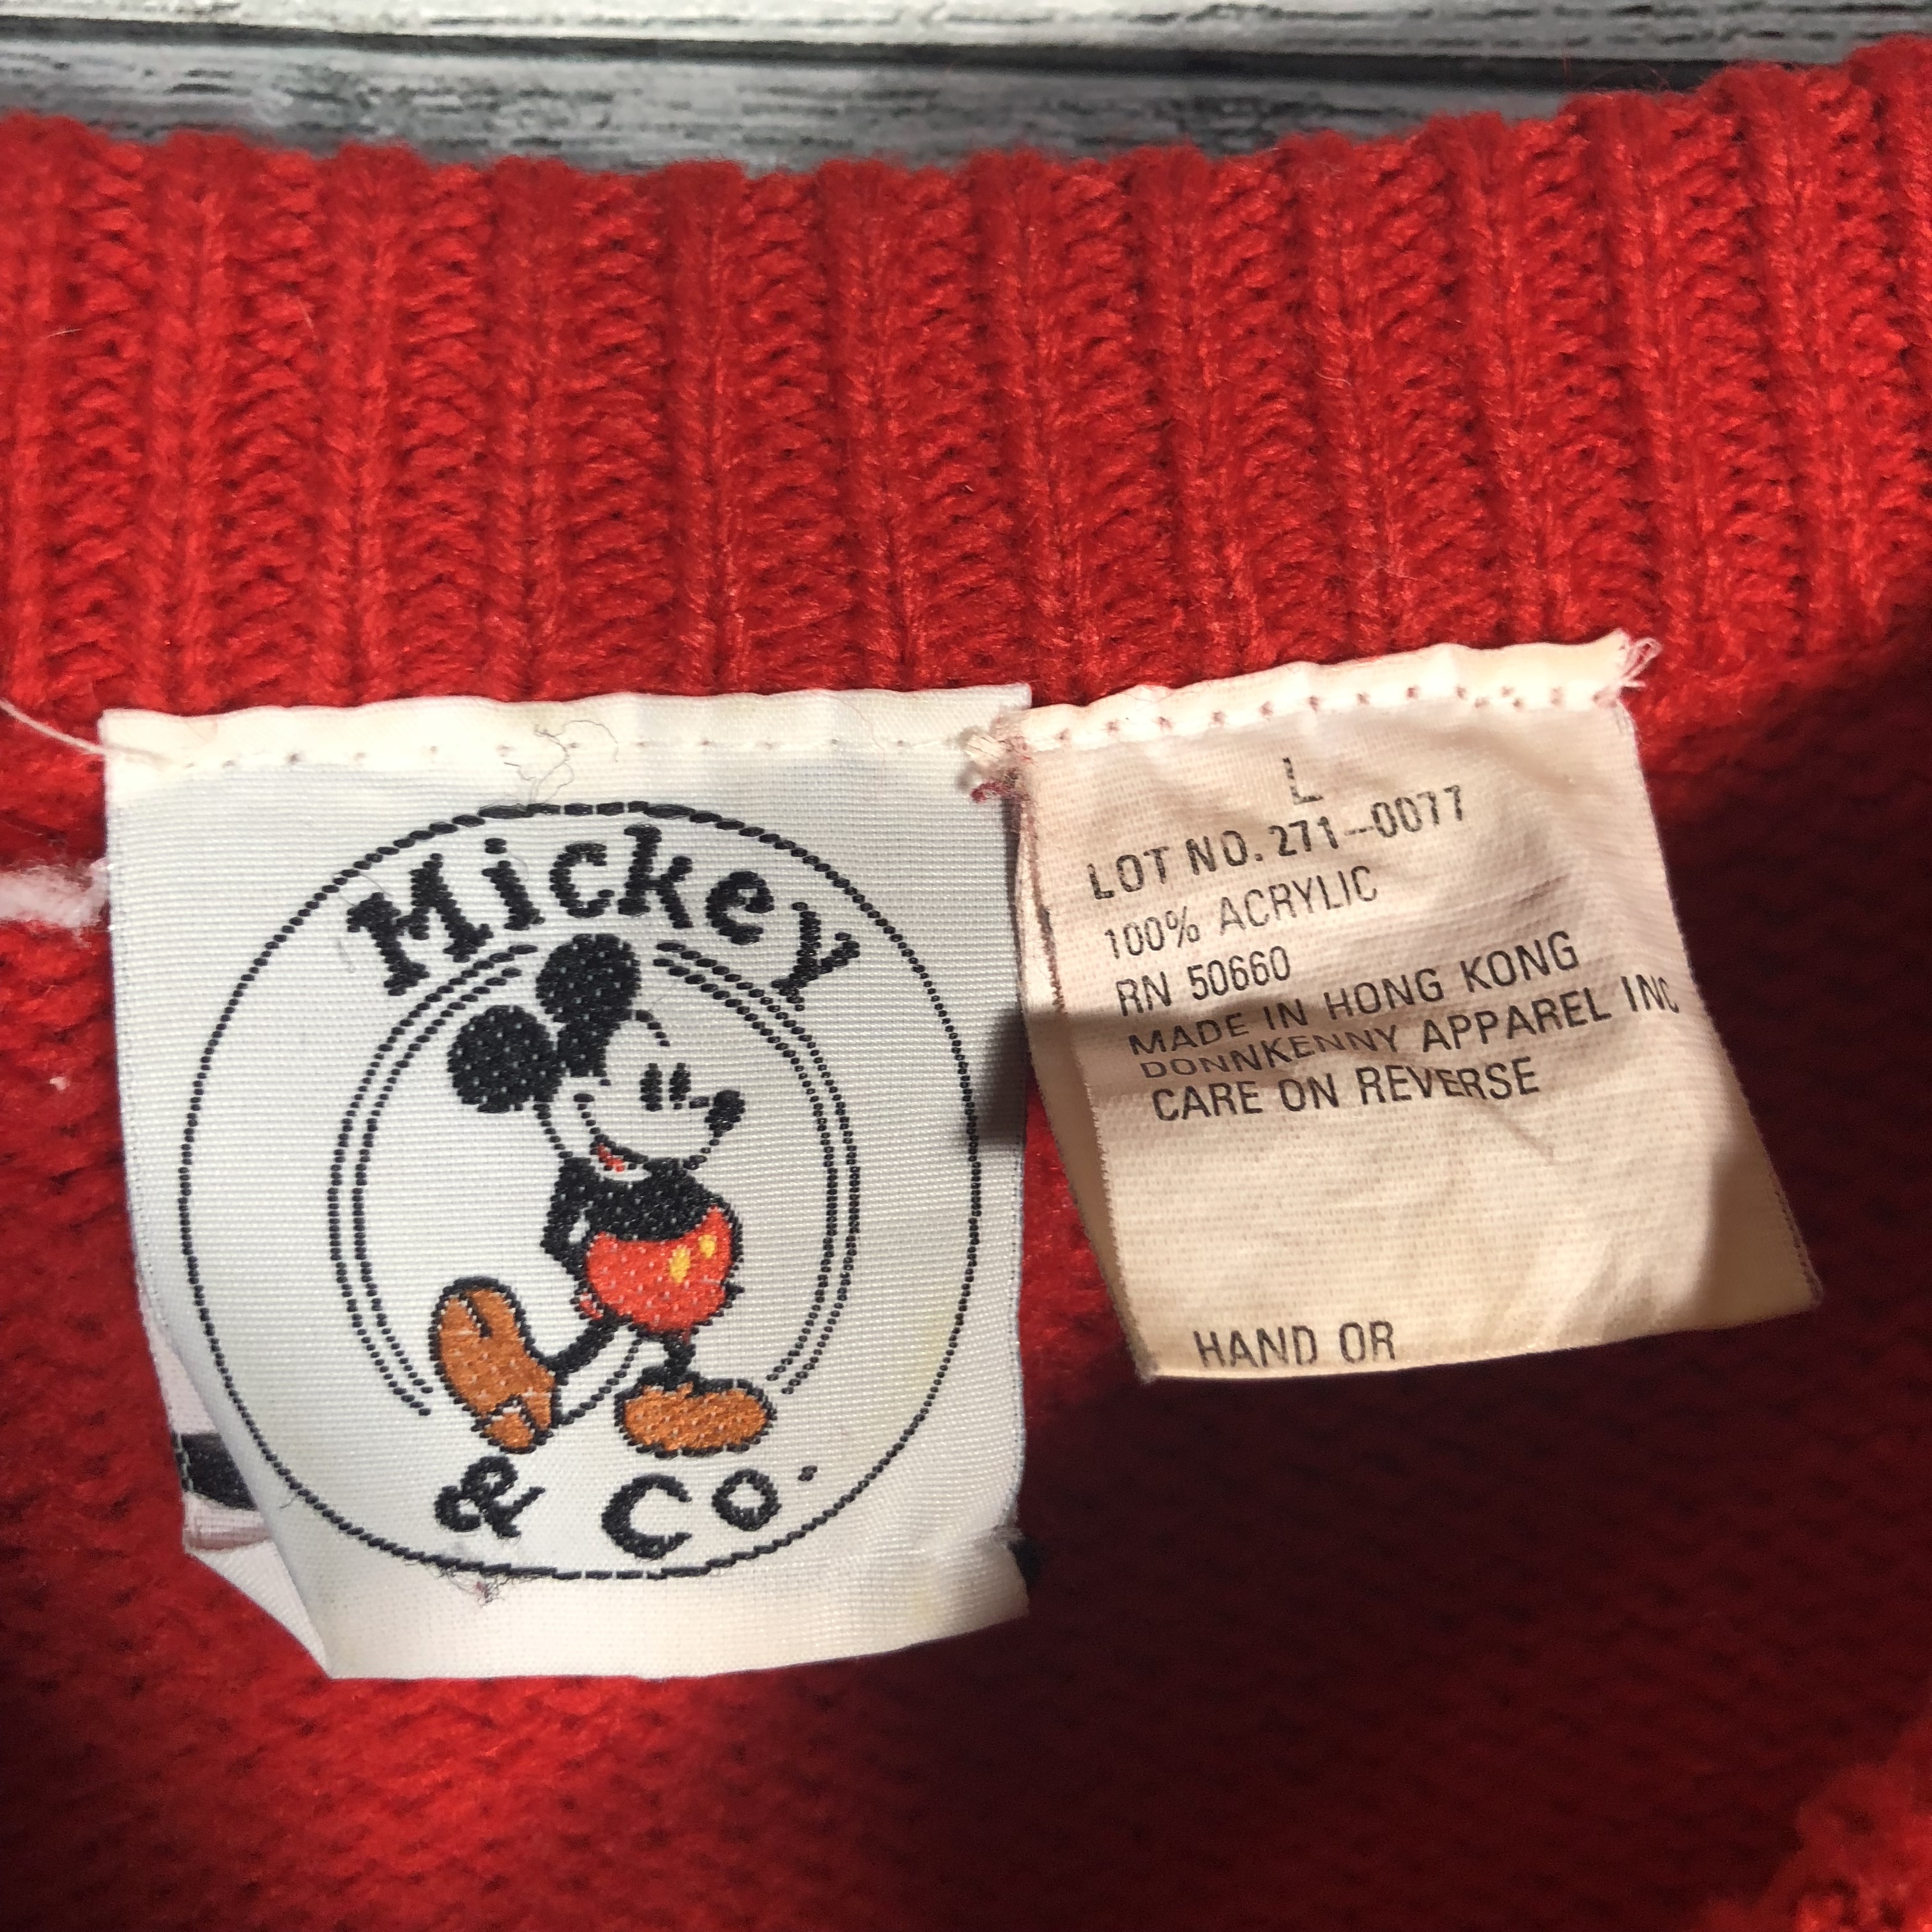 Mickey
& Co.
L
LOT NO. 271-0077
100% ACRYLIC
RN 50660
MADE IN HONG KONG
DONNKENNY APPAREL INC
CARE ON REVERSE
HAND OR